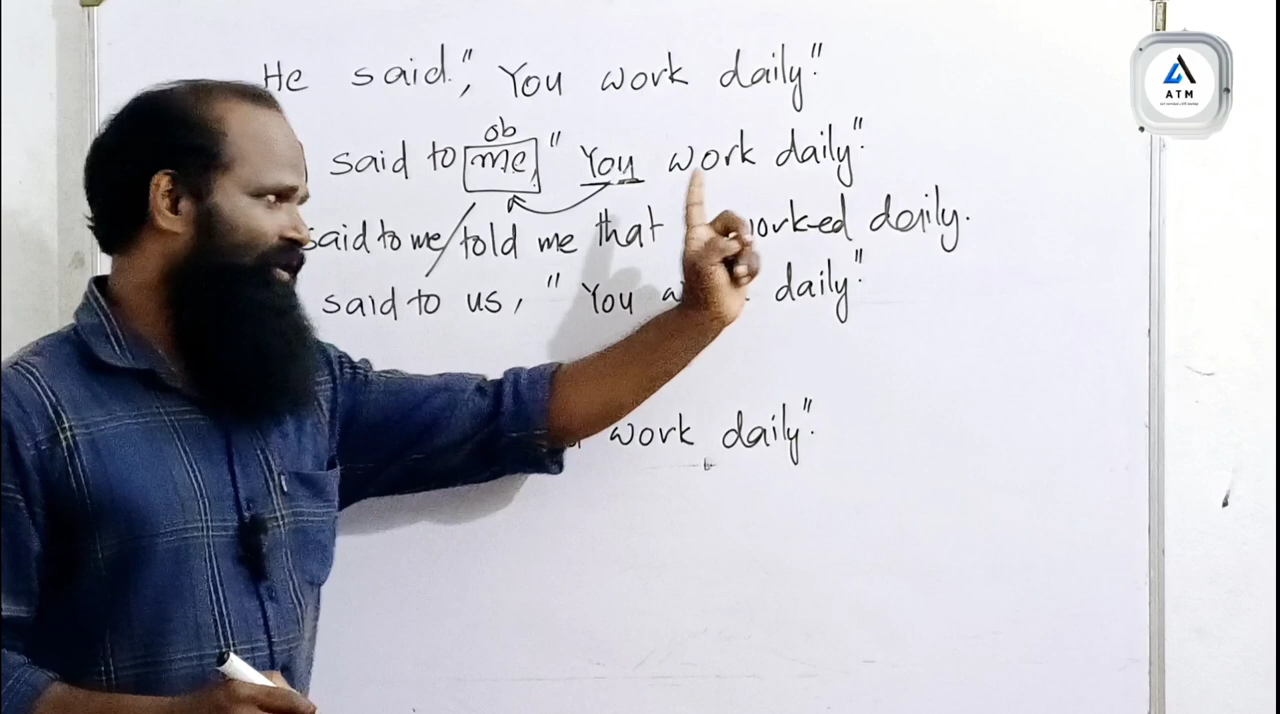 He said", You work daily".
ob
said to me, " You work daily".
said to me/told me that worked daily.
said to us, " You daily".
work daily".
ATM